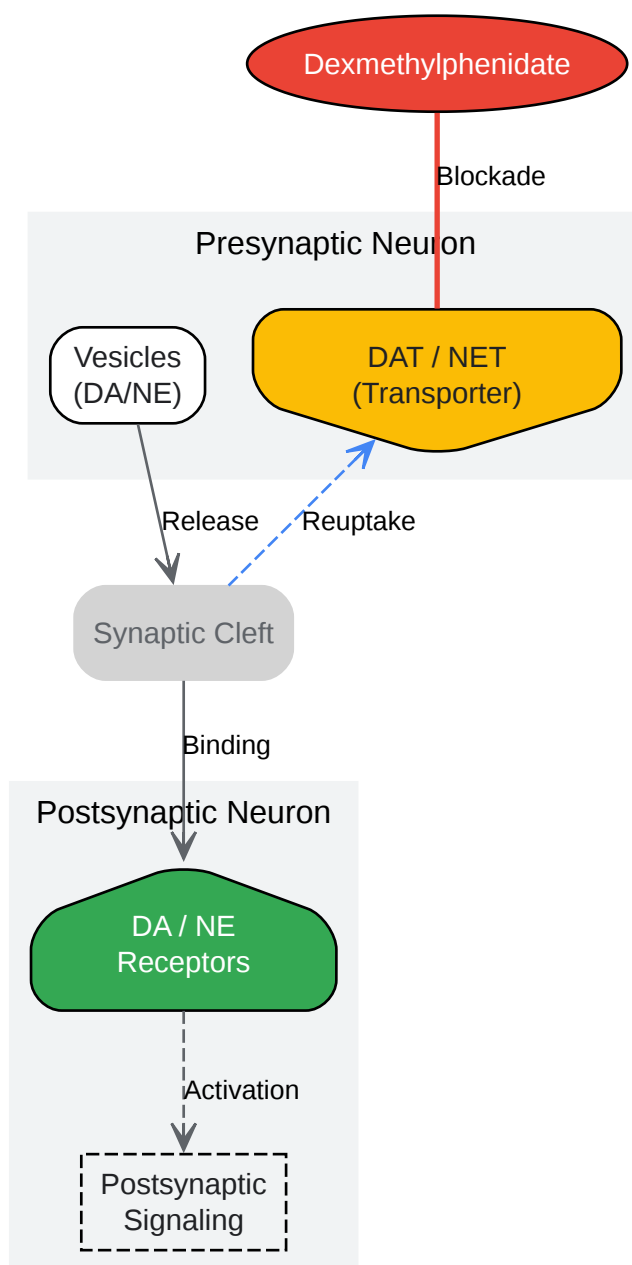 Dexmethylphenidate
Blockade
Presynaptic Neuron
Vesicles
(DA/NE)
DAT / NET
(Transporter)
Release
Reuptake
Synaptic Cleft
Binding
Postsynaptic Neuron
DA / NE
Receptors
Activation
Postsynaptic
Signaling